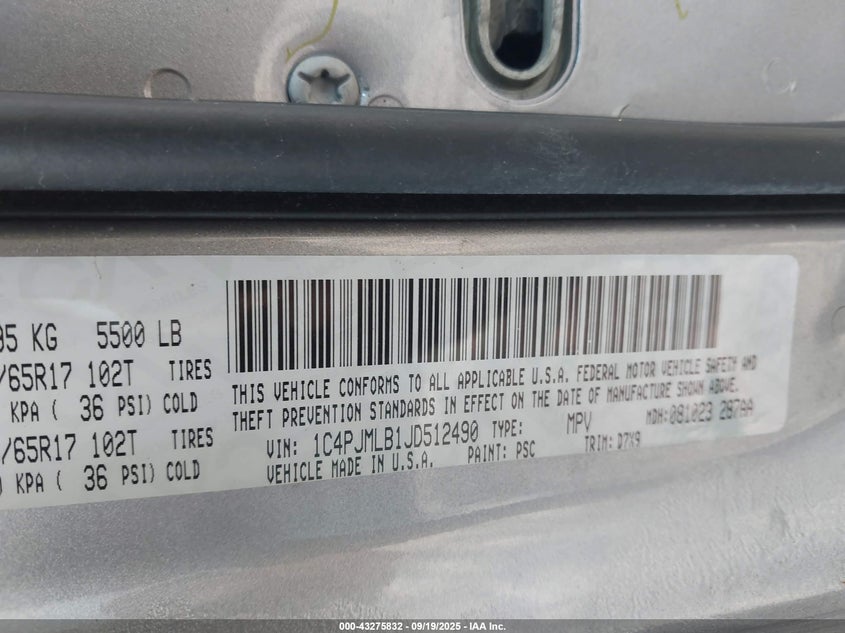 95 KG 5500 LB
/65R17 102T TIRES
KPA ( 36 PSI) COLD
/65R17 102T TIRES
KPA ( 36 PSI) COLD
THIS VEHICLE CONFORMS TO ALL APPLICABLE U.S.A. FEDERAL MOTOR VEHICLE SAFETY AND
THEFT PREVENTION STANDARDS IN EFFECT ON THE DATE OF MANUFACTURE SHOWN ABOVE.
VIN: 1C4PJMLB1JD512490 TYPE: MPV MDH: 081023 287AA
VEHICLE MADE IN U.S.A. PAINT: PSC TRIM: D7X9
000-43275832 - 09/19/2025 - IAA Inc.